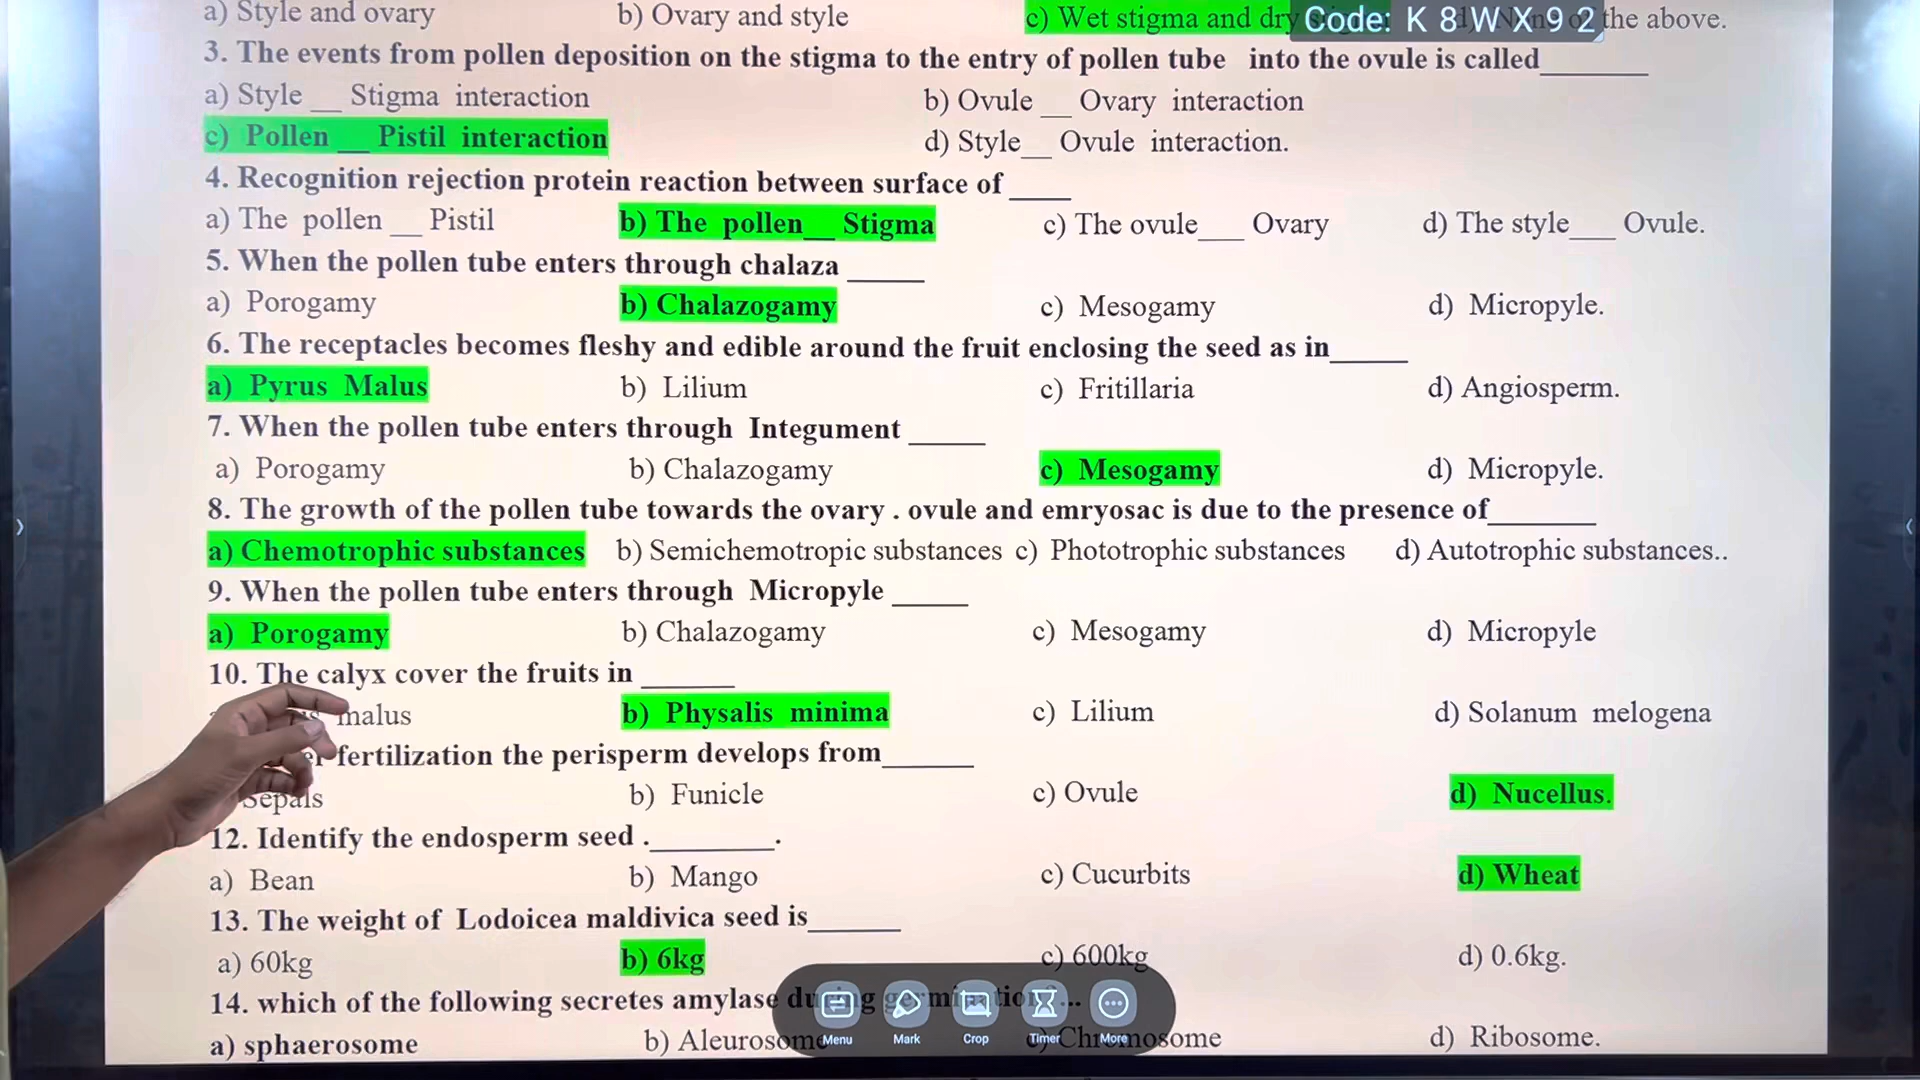 a) Style and ovary b) Ovary and style c) Wet stigma and dry the above.
Code: K 8 W X 9 2
3. The events from pollen deposition on the stigma to the entry of pollen tube into the ovule is called_______
a) Style __ Stigma interaction b) Ovule __ Ovary interaction
c) Pollen __ Pistil interaction d) Style__ Ovule interaction.
4. Recognition rejection protein reaction between surface of ____
a) The pollen __ Pistil b) The pollen__ Stigma c) The ovule___ Ovary d) The style___ Ovule.
5. When the pollen tube enters through chalaza _____
a) Porogamy b) Chalazogamy c) Mesogamy d) Micropyle.
6. The receptacles becomes fleshy and edible around the fruit enclosing the seed as in_____
a) Pyrus Malus b) Lilium c) Fritillaria d) Angiosperm.
7. When the pollen tube enters through Integument _____
a) Porogamy b) Chalazogamy c) Mesogamy d) Micropyle.
8. The growth of the pollen tube towards the ovary . ovule and emryosac is due to the presence of_______
a) Chemotrophic substances b) Semichemotropic substances c) Phototrophic substances d) Autotrophic substances..
9. When the pollen tube enters through Micropyle _____
a) Porogamy b) Chalazogamy c) Mesogamy d) Micropyle
10. The calyx cover the fruits in ______
malus b) Physalis minima c) Lilium d) Solanum melogena
fertilization the perisperm develops from______
Sepals b) Funicle c) Ovule d) Nucellus.
12. Identify the endosperm seed .________.
a) Bean b) Mango c) Cucurbits d) Wheat
13. The weight of Lodoicea maldivica seed is______
a) 60kg b) 6kg c) 600kg d) 0.6kg.
14. which of the following secretes amylase during germination?...
a) sphaerosome b) Aleurosome c) Chromosome d) Ribosome.
Menu Mark Crop Timer More